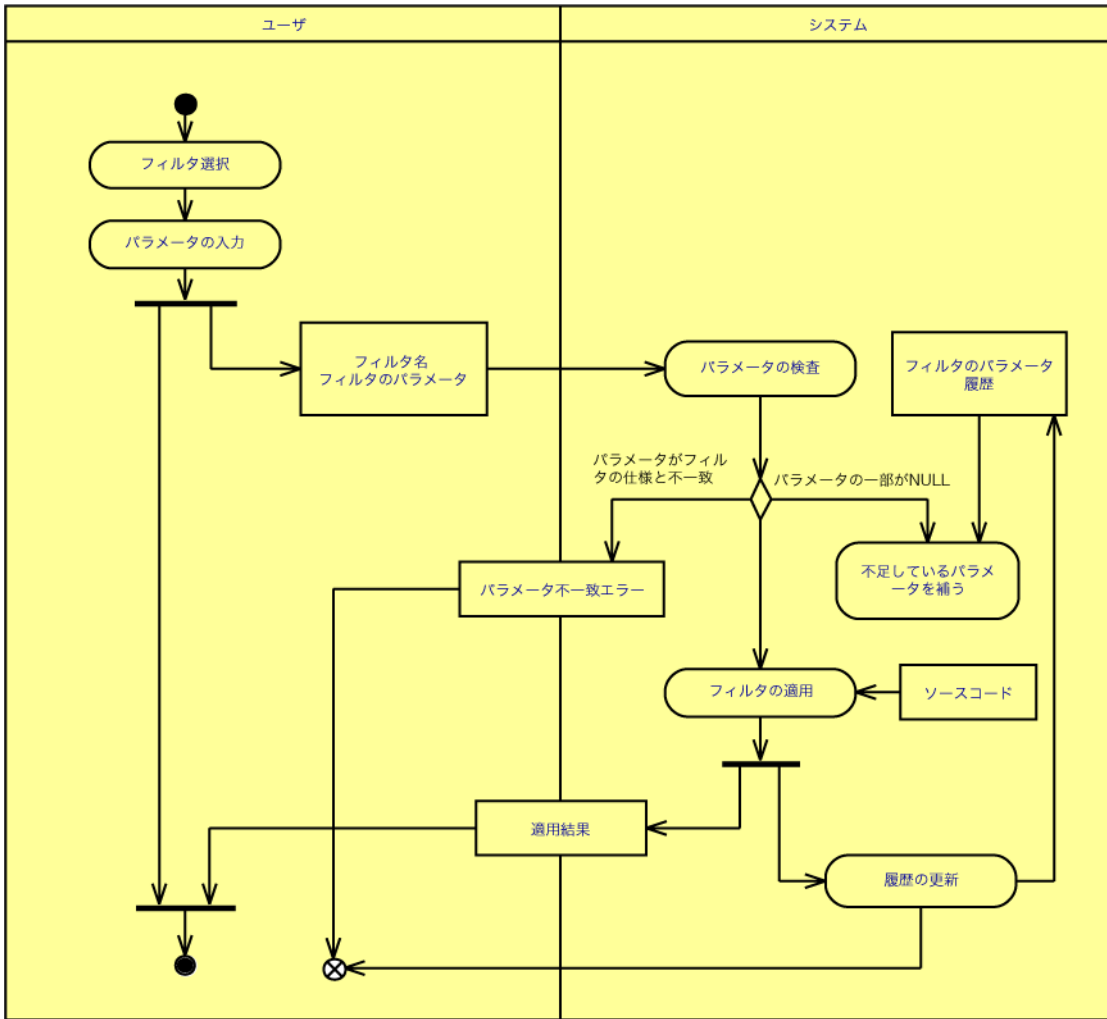 ユーザ
システム
フィルタ選択
パラメータの入力
フィルタ名
フィルタのパラメータ
パラメータの検査
フィルタのパラメータ
履歴
パラメータがフィル
タの仕様と不一致
パラメータの一部がNULL
パラメータ不一致エラー
不足しているパラメ
ータを補う
フィルタの適用
ソースコード
適用結果
履歴の更新